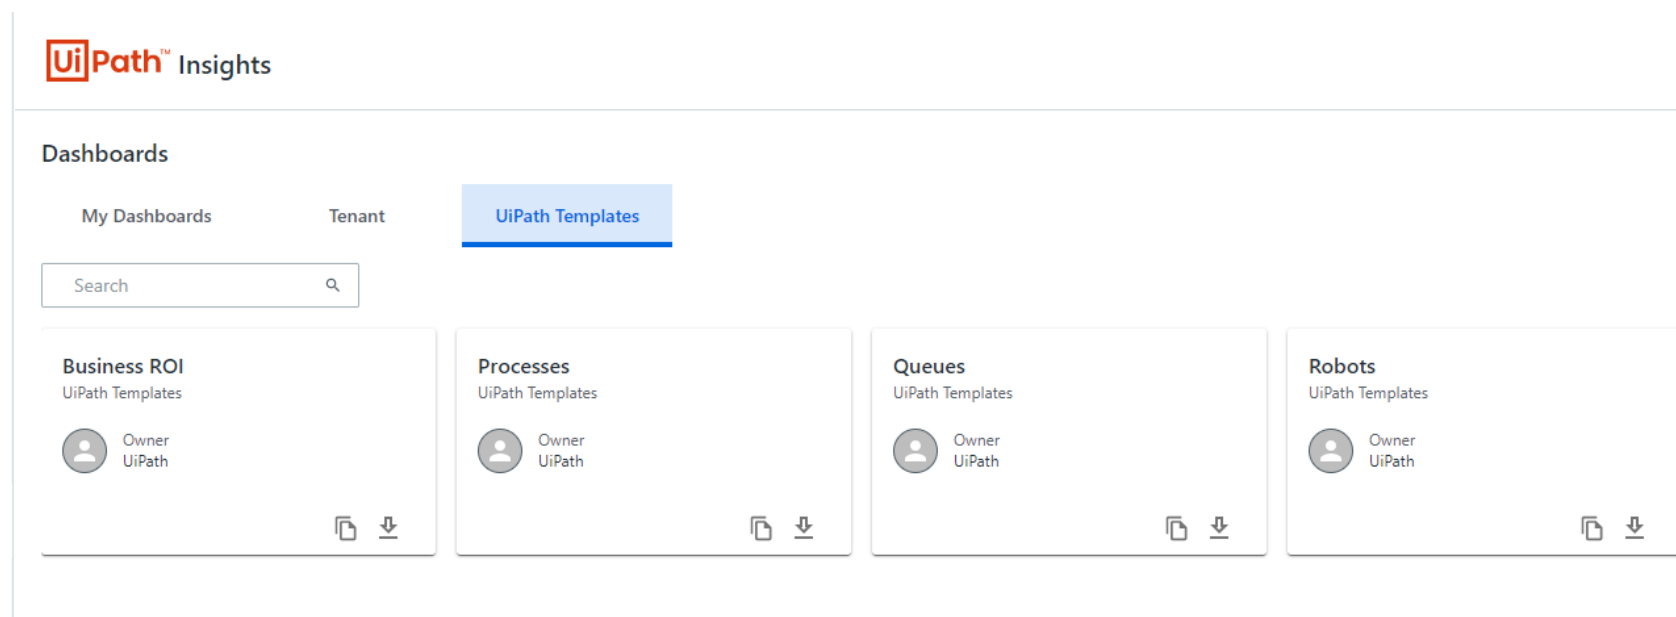 UiPath™ Insights
Dashboards
My Dashboards Tenant UiPath Templates
Search
Business ROI
UiPath Templates
Owner
UiPath
Processes
UiPath Templates
Owner
UiPath
Queues
UiPath Templates
Owner
UiPath
Robots
UiPath Templates
Owner
UiPath